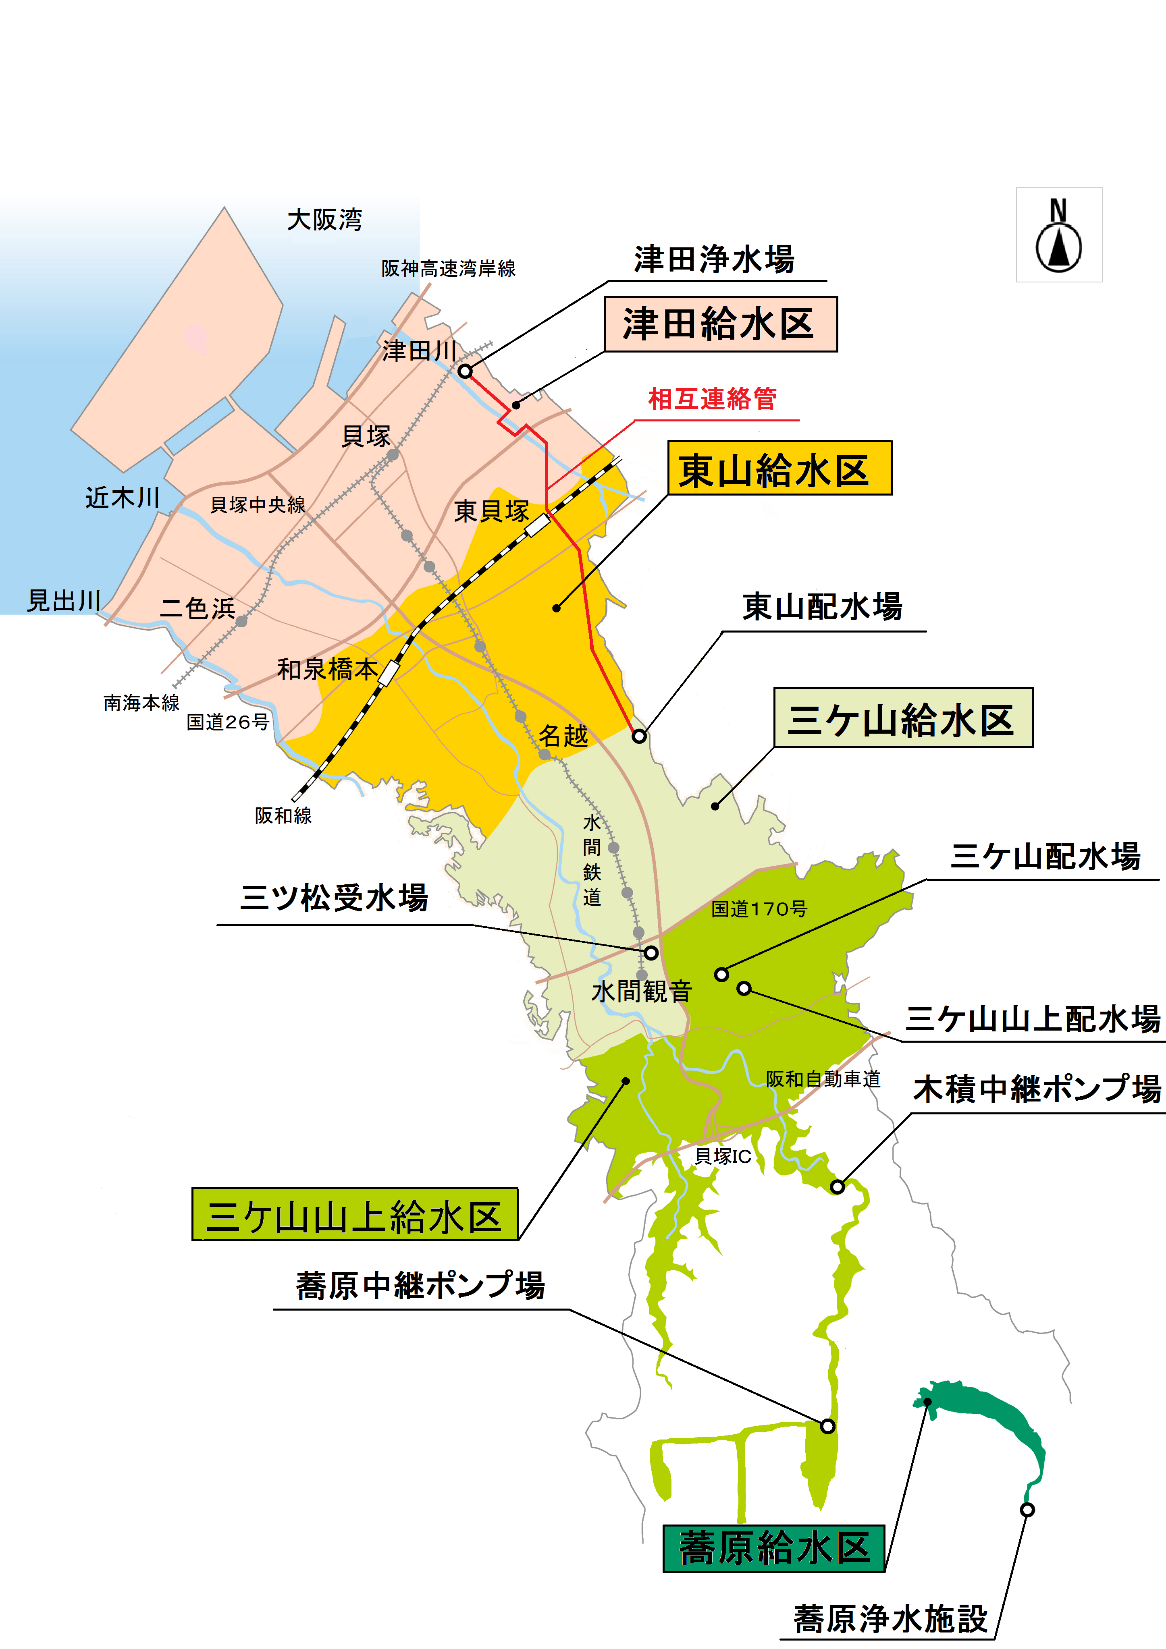 N
大阪湾
阪神高速湾岸線
津田浄水場
津田給水区
津田川
相互連絡管
貝塚
東山給水区
近木川
貝塚中央線
東貝塚
見出川
二色浜
東山配水場
和泉橋本
南海本線
国道26号
名越
三ケ山給水区
阪和線
水間鉄道
三ケ山配水場
三ツ松受水場
国道170号
水間観音
三ケ山山上配水場
阪和自動車道
木積中継ポンプ場
貝塚IC
三ケ山山上給水区
蕎原中継ポンプ場
蕎原給水区
蕎原浄水施設